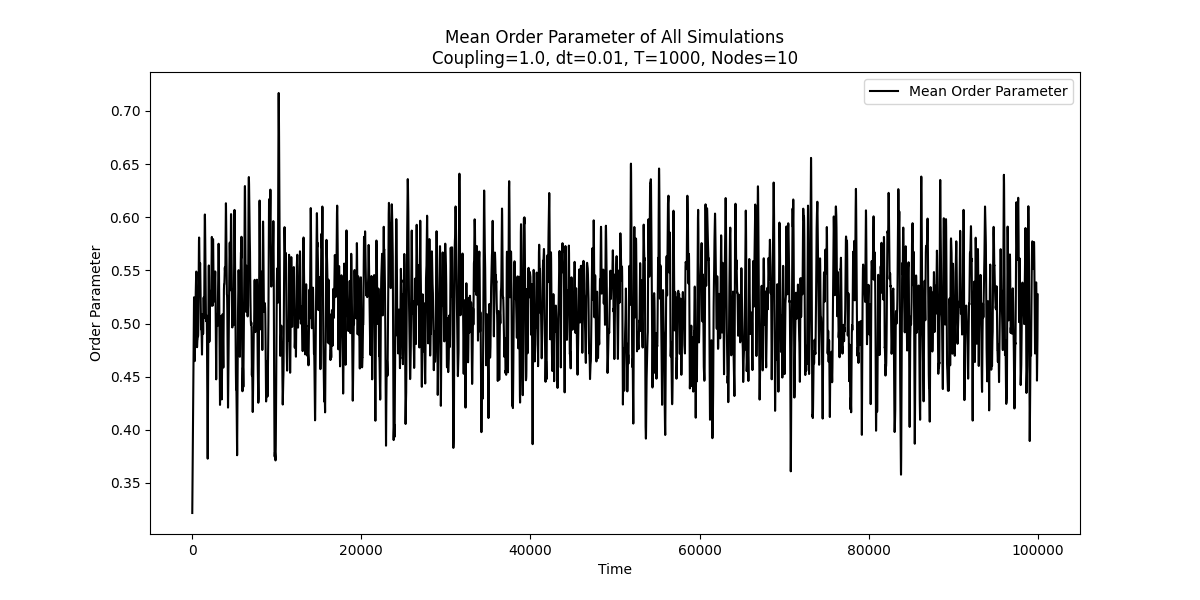 Mean Order Parameter of All Simulations
Coupling=1.0, dt=0.01, T=1000, Nodes=10
Mean Order Parameter
0.70
0.65
0.60
0.55
0.50
0.45
0.40
0.35
Order Parameter
0 20000 40000 60000 80000 100000
Time